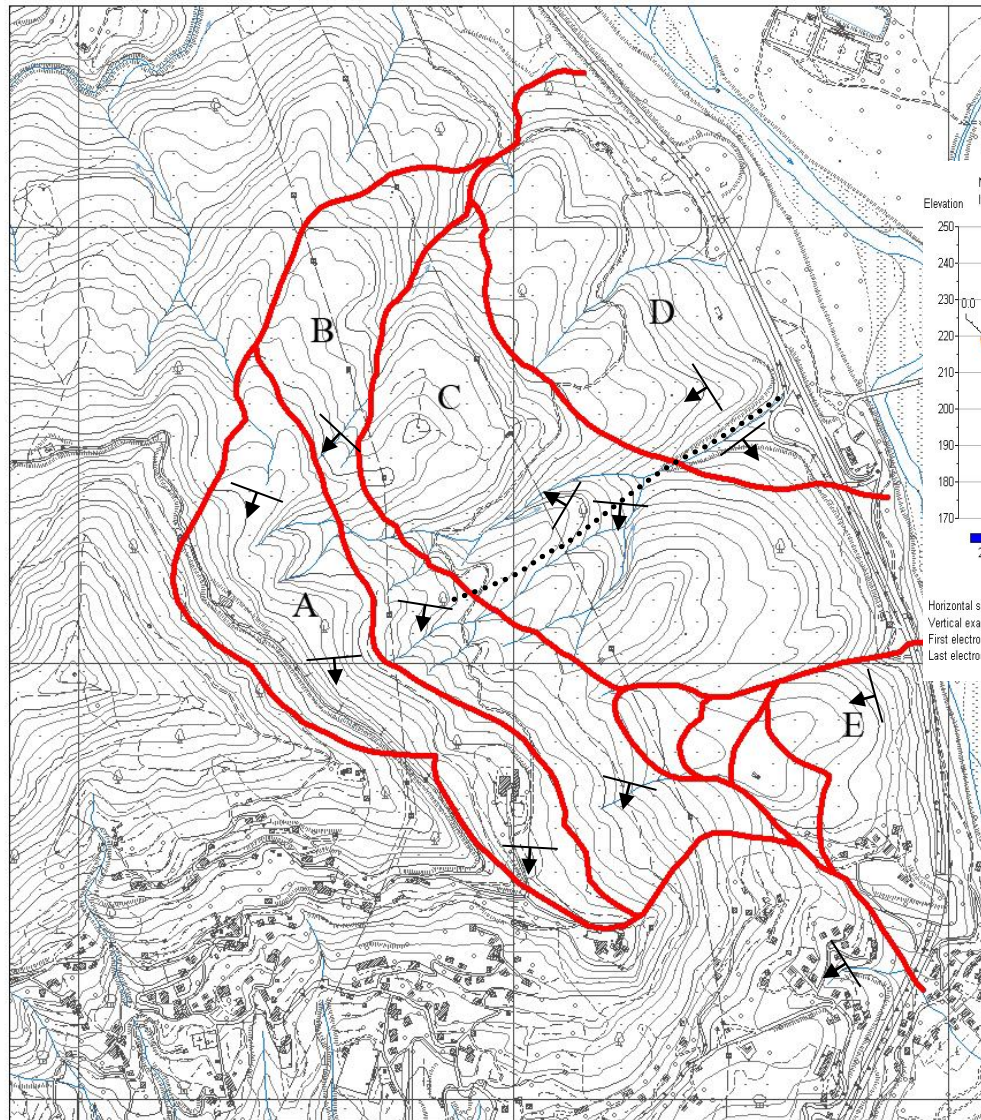 N
I
Elevation
250
240
230
0.0
220
210
200
190
180
170
2
Horizontal s
Vertical exa
First electro
Last electro
D
B
C
A
E